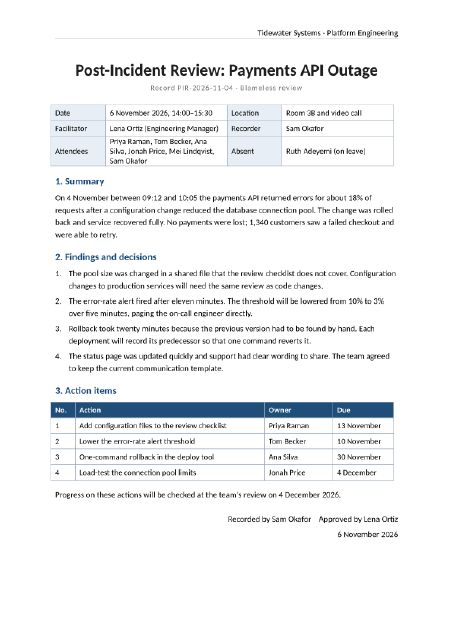 Tidewater Systems - Platform Engineering
Post-Incident Review: Payments API Outage
Record PIR-2026-11-04 - Blameless review
Date 6 November 2026, 14:00–15:30 Location Room 3B and video call
Facilitator Lena Ortiz (Engineering Manager) Recorder Sam Okafor
Attendees Priya Raman, Tom Becker, Ana Silva, Jonah Price, Mei Lindqvist, Sam Okafor Absent Ruth Adeyemi (on leave)
1. Summary
On 4 November between 09:12 and 10:05 the payments API returned errors for about 18% of
requests after a configuration change reduced the database connection pool. The change was rolled
back and service recovered fully. No payments were lost; 1,340 customers saw a failed checkout and
were able to retry.
2. Findings and decisions
1. The pool size was changed in a shared file that the review checklist does not cover. Configuration
changes to production services will need the same review as code changes.
2. The error-rate alert fired after eleven minutes. The threshold will be lowered from 10% to 3%
over five minutes, paging the on-call engineer directly.
3. Rollback took twenty minutes because the previous version had to be found by hand. Each
deployment will record its predecessor so that one command reverts it.
4. The status page was updated quickly and support had clear wording to share. The team agreed
to keep the current communication template.
3. Action items
No. Action Owner Due
1 Add configuration files to the review checklist Priya Raman 13 November
2 Lower the error-rate alert threshold Tom Becker 10 November
3 One-command rollback in the deploy tool Ana Silva 30 November
4 Load-test the connection pool limits Jonah Price 4 December
Progress on these actions will be checked at the team's review on 4 December 2026.
Recorded by Sam Okafor Approved by Lena Ortiz
6 November 2026